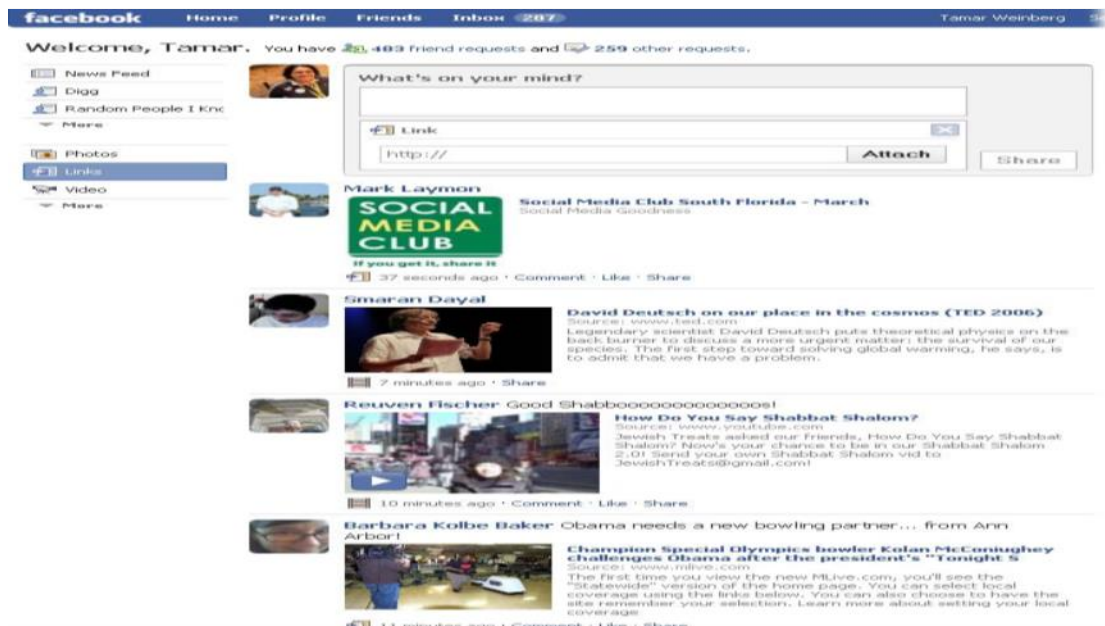 facebook Home Profile Friends Inbox 287 Tamar Weinberg
Welcome, Tamar. You have 483 friend requests and 259 other requests.
News Feed
Digg
Random People I Knc
More
Photos
Links
Video
More
What's on your mind?
Link
http://
Attach
Share
Mark Laymon
SOCIAL
MEDIA
CLUB
If you get it, share it
Social Media Club South Florida - March
Social Media Goodness
37 seconds ago · Comment · Like · Share
Smaran Dayal
David Deutsch on our place in the cosmos (TED 2006)
Source: www.ted.com
Legendary scientist David Deutsch puts theoretical physics on the
back burner to discuss a more urgent matter: the survival of our
species. The first step toward solving global warming, he says, is
to admit that we have a problem.
7 minutes ago · Share
Reuven Fischer Good Shabbooooooooooooos!
How Do You Say Shabbat Shalom?
Source: www.youtube.com
Jewish Treats asked our friends, How Do You Say Shabbat
Shalom? Now's your chance to be in our Shabbat Shalom
2.0! Send your own Shabbat Shalom vid to
JewishTreats@gmail.com!
10 minutes ago · Comment · Like · Share
Barbara Kolbe Baker Obama needs a new bowling partner... from Ann
Arbor!
Champion Special Olympics bowler Kolan McConiughey
challenges Obama after the president's "Tonight S
Source: www.mlive.com
The first time you view the new MLive.com, you'll see the
"Statewide" version of the home page. You can select local
coverage using the links below. You can also choose to have the
site remember your selection. Learn more about setting your local
coverage
11 minutes ago · Comment · Like · Share